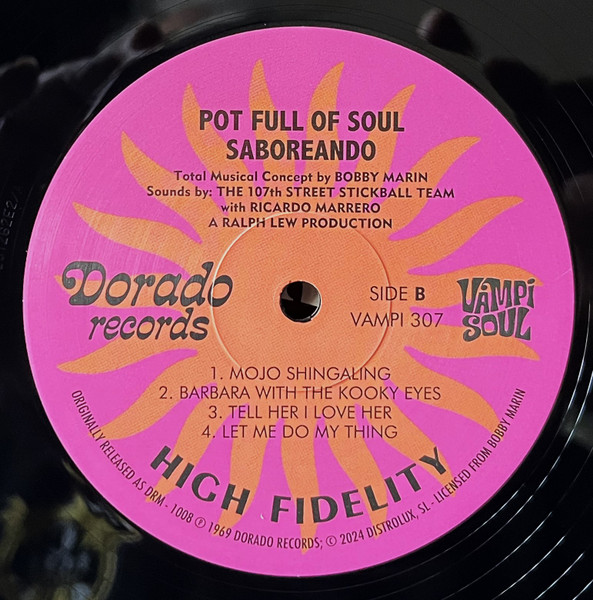 POT FULL OF SOUL
SABOREANDO
Total Musical Concept by BOBBY MARIN
Sounds by: THE 107th STREET STICKBALL TEAM
with RICARDO MARRERO
A RALPH LEW PRODUCTION
Dorado
records
SIDE B
VAMPI 307
VAMPI
SOUL
1. MOJO SHINGALING
2. BARBARA WITH THE KOOKY EYES
3. TELL HER I LOVE HER
4. LET ME DO MY THING
HIGH FIDELITY
ORIGINALLY RELEASED AS DRM - 1008 ℗ 1969 DORADO RECORDS; © 2024 DISTROLUX, SL - LICENSED FROM BOBBY MARIN